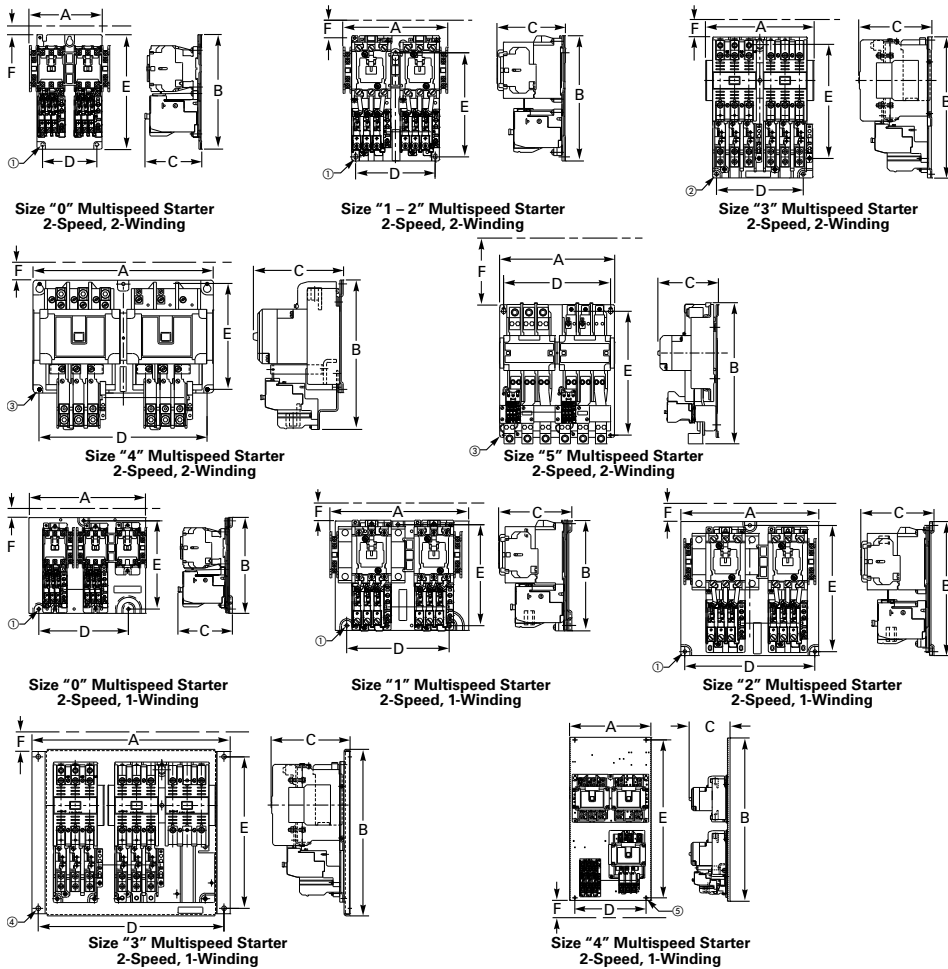 A
F
E
B
①
D
C
Size “0” Multispeed Starter
2-Speed, 2-Winding
F
A
C
E
B
①
D
Size “1 – 2” Multispeed Starter
2-Speed, 2-Winding
F
A
C
E
B
②
D
Size “3” Multispeed Starter
2-Speed, 2-Winding
F
A
C
E
B
③
D
Size “4” Multispeed Starter
2-Speed, 2-Winding
F
A
D
C
E
B
③
Size “5” Multispeed Starter
2-Speed, 2-Winding
A
F
E
B
①
D
C
Size “0” Multispeed Starter
2-Speed, 1-Winding
F
A
C
E
B
①
D
Size “1” Multispeed Starter
2-Speed, 1-Winding
F
A
C
E
B
①
D
Size “2” Multispeed Starter
2-Speed, 1-Winding
F
A
C
E
B
④
D
Size “3” Multispeed Starter
2-Speed, 1-Winding
A
C
E
B
F
D
⑤
Size “4” Multispeed Starter
2-Speed, 1-Winding